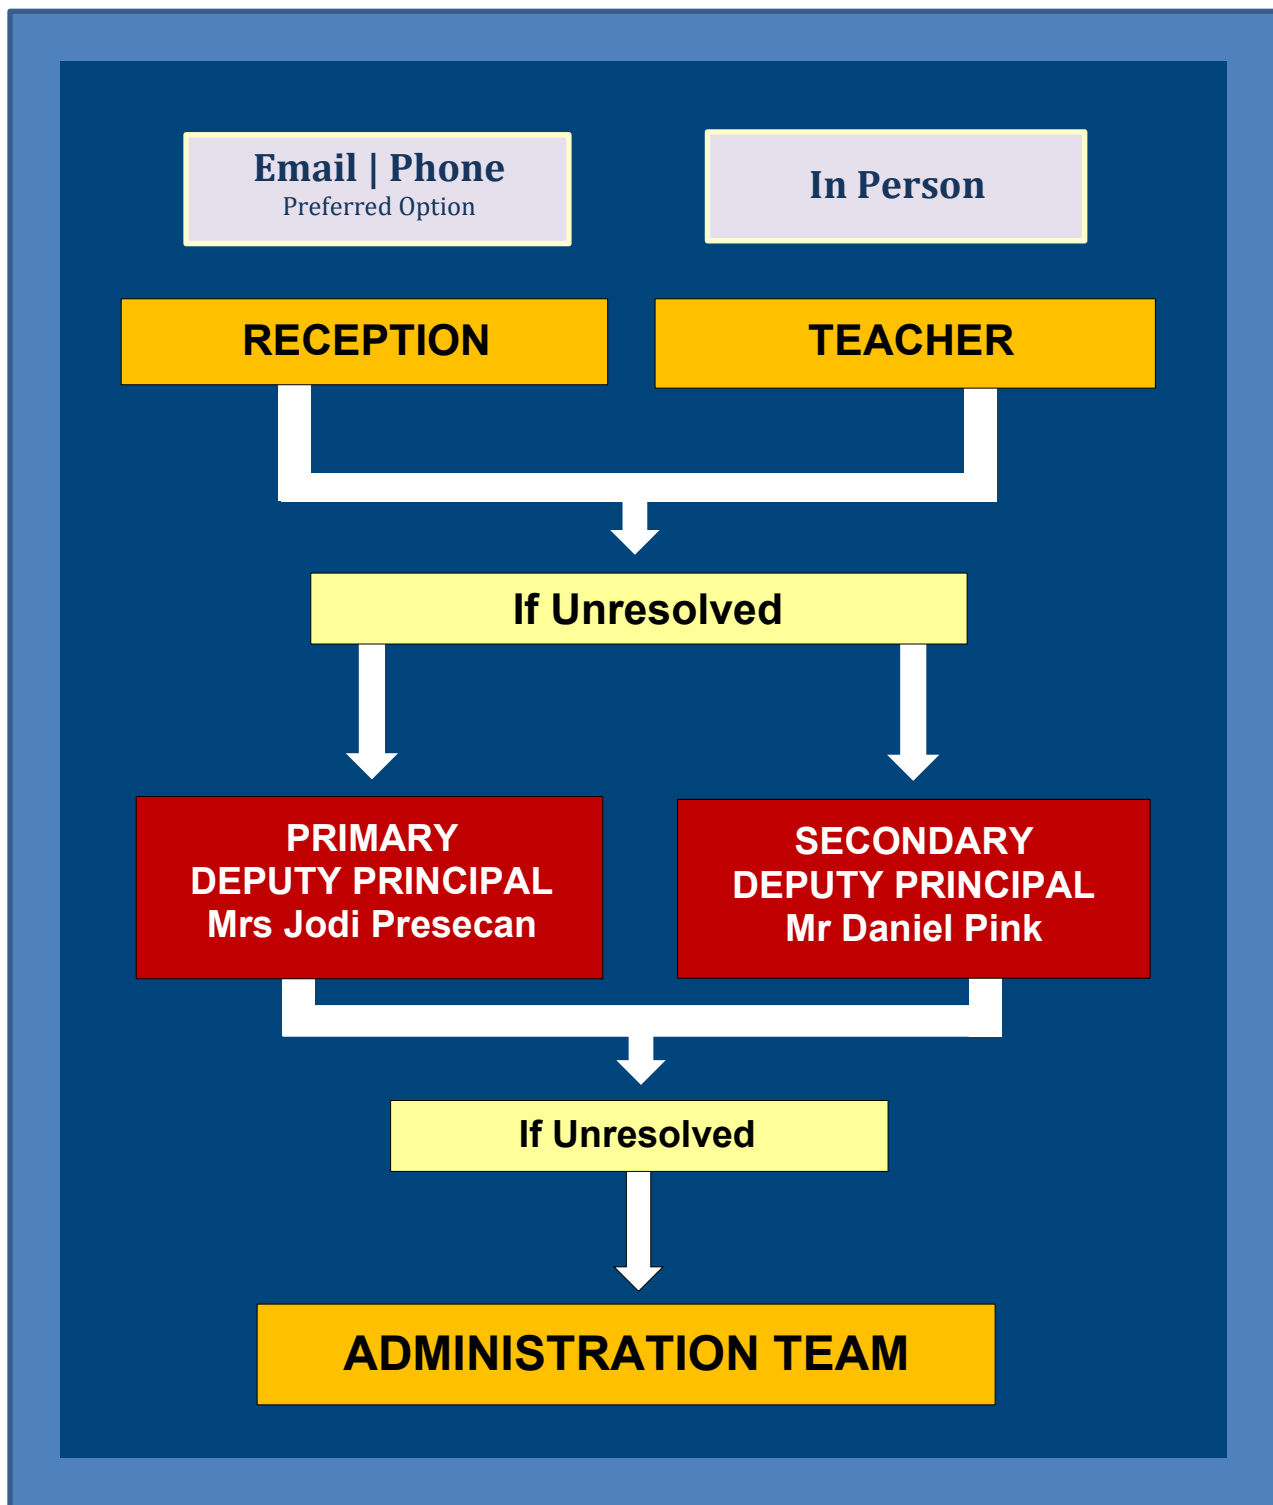 Email | Phone
Preferred Option
In Person
RECEPTION
TEACHER
If Unresolved
PRIMARY
DEPUTY PRINCIPAL
Mrs Jodi Presecan
SECONDARY
DEPUTY PRINCIPAL
Mr Daniel Pink
If Unresolved
ADMINISTRATION TEAM